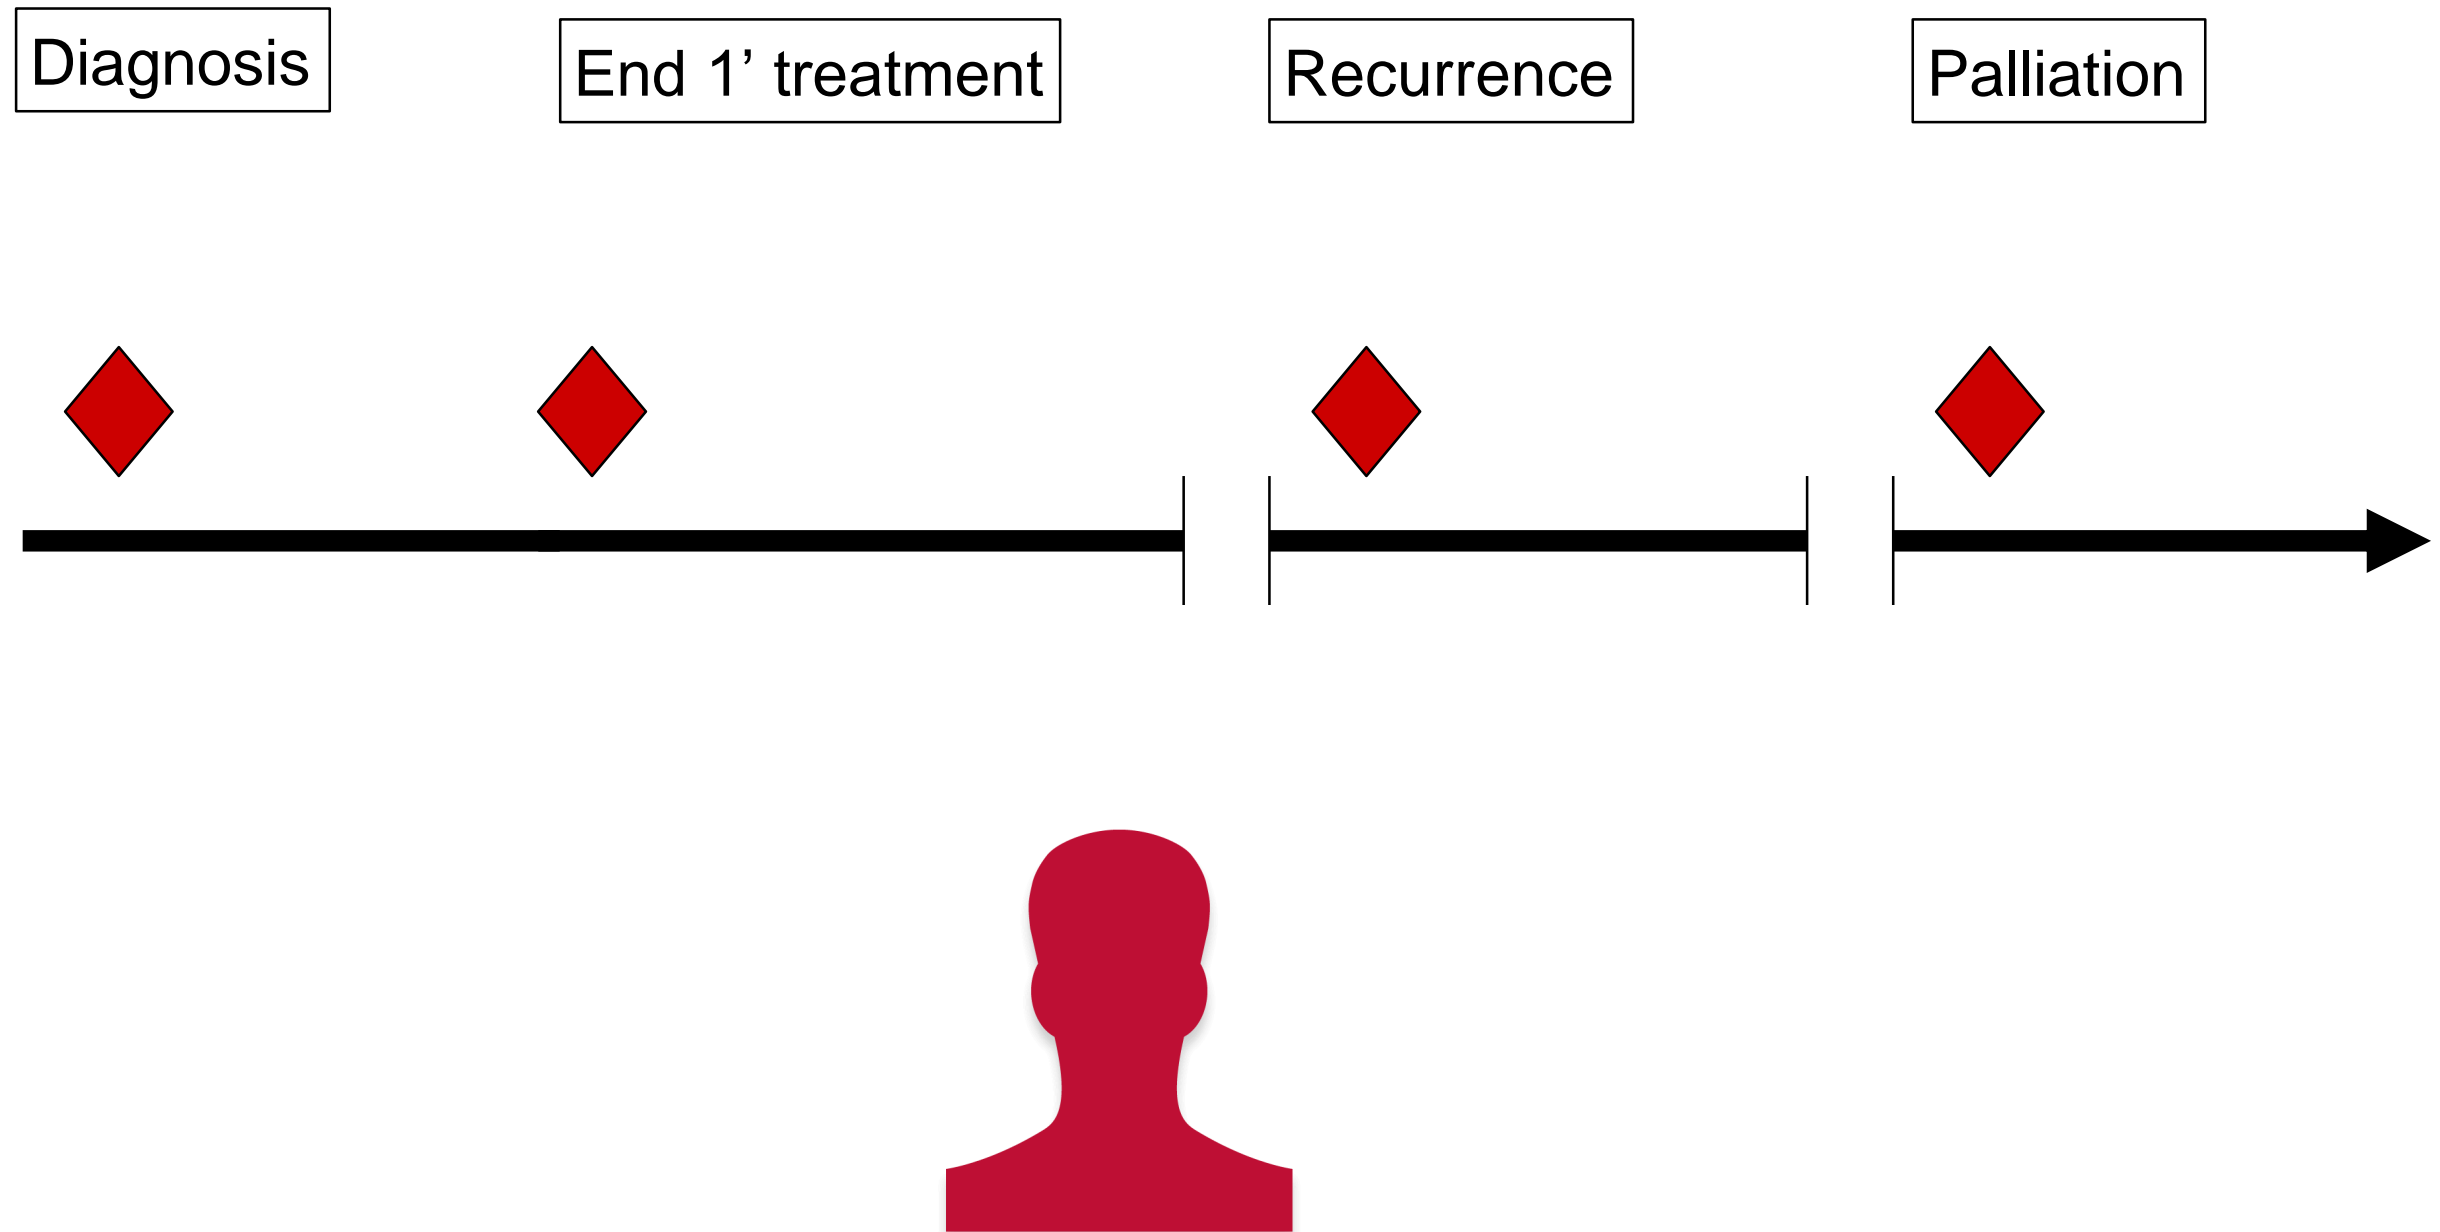 Diagnosis
End 1’ treatment
Recurrence
Palliation